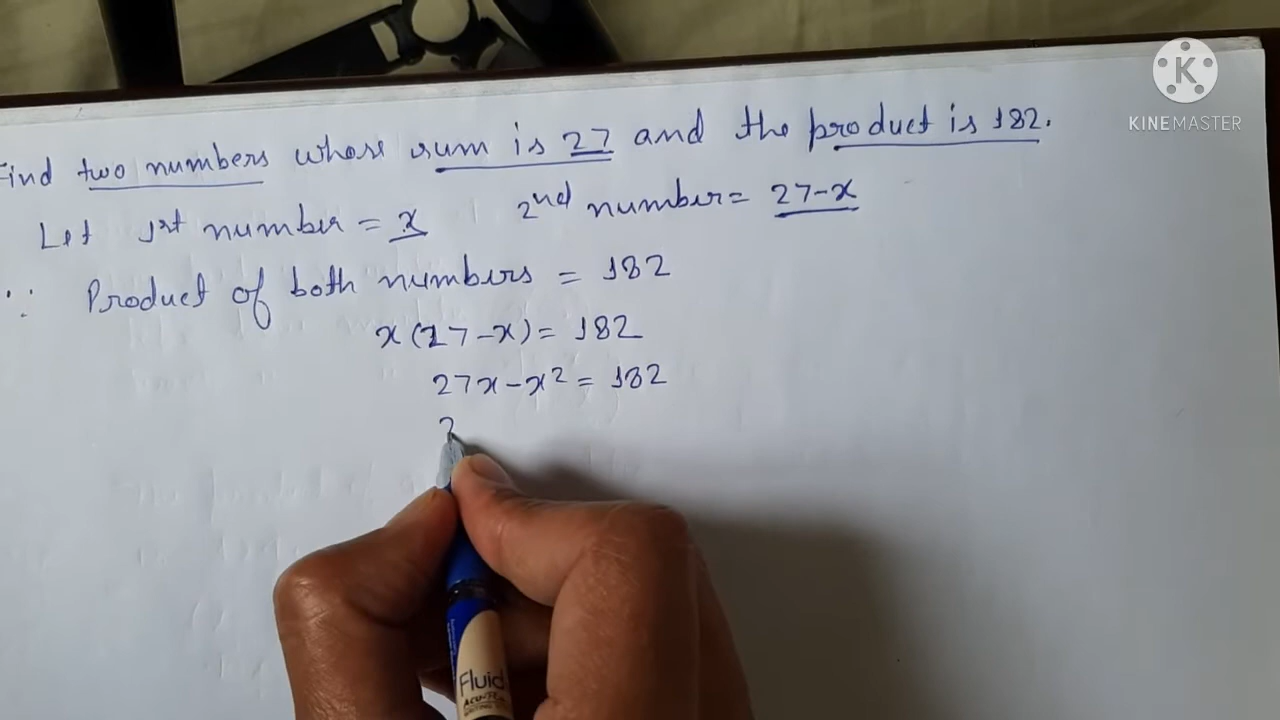 Find two numbers whose sum is 27 and the product is 182.
Let 1st number = x 2nd number = 27-x
∵ Product of both numbers = 182
x(27-x) = 182
27x-x² = 182
2
KINEMASTER
Fluid